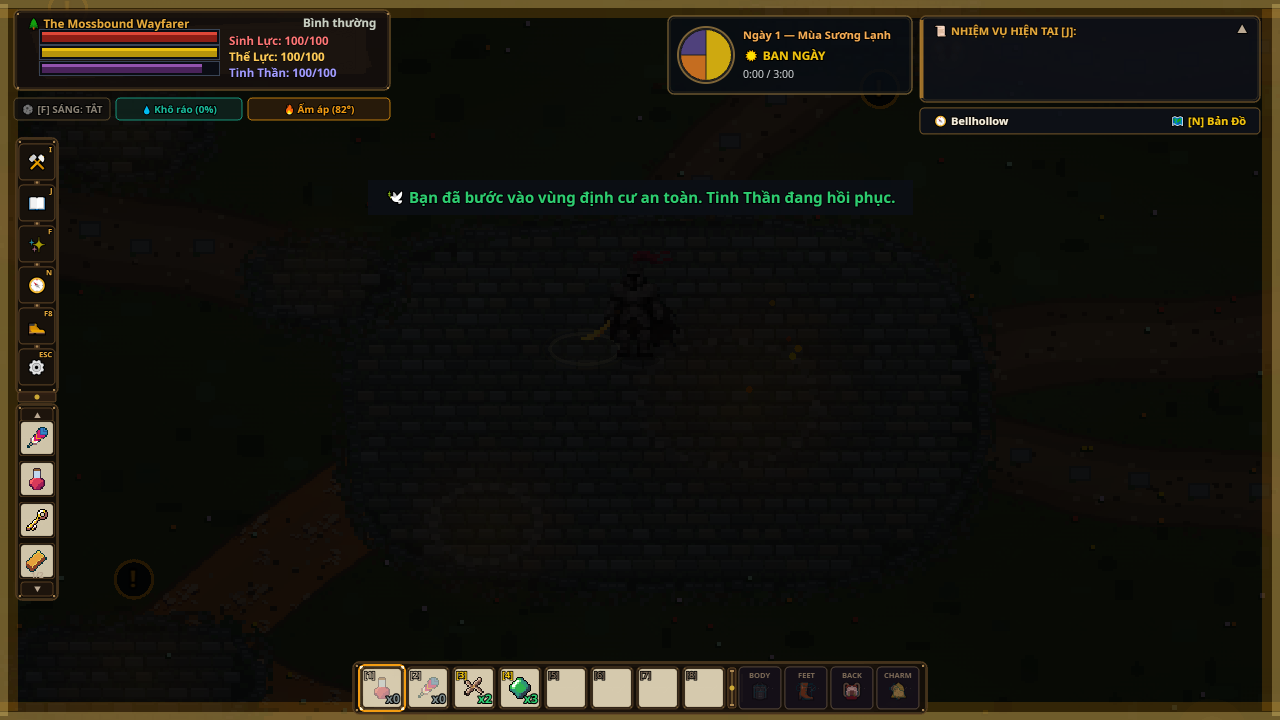 The Mossbound Wayfarer
Bình thường
Sinh Lực: 100/100
Thể Lực: 100/100
Tinh Thần: 100/100
[F] SÁNG: TẮT
Khô ráo (0%)
Ấm áp (82°)
Ngày 1 — Mùa Sương Lạnh
BAN NGÀY
0:00 / 3:00
NHIỆM VỤ HIỆN TẠI [J]:
Bellhollow
[N] Bản Đồ
Bạn đã bước vào vùng định cư an toàn. Tinh Thần đang hồi phục.
I
J
F
N
F8
ESC
[1]
x0
[2]
x0
[3]
x2
[4]
x3
[5]
[6]
[7]
[8]
BODY
FEET
BACK
CHARM